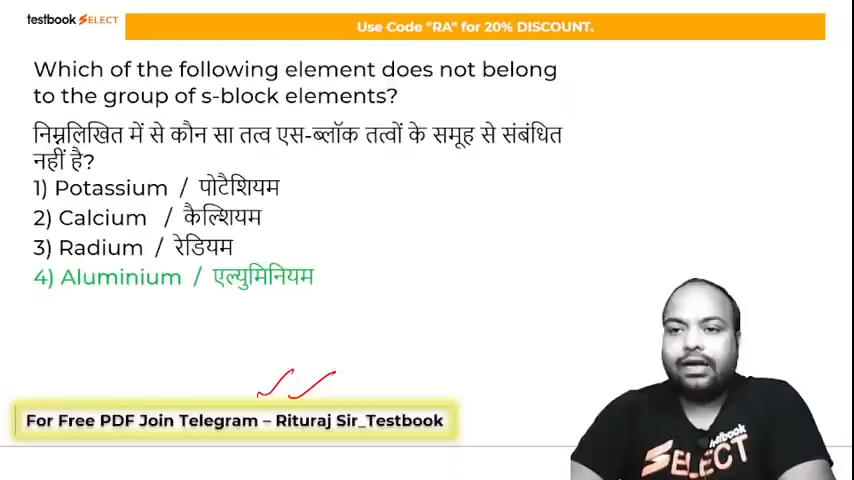 testbook SELECT
Use Code "RA" for 20% DISCOUNT.
Which of the following element does not belong
to the group of s-block elements?
निम्नलिखित में से कौन सा तत्व एस-ब्लॉक तत्वों के समूह से संबंधित
नहीं है?
1) Potassium / पोटैशियम
2) Calcium / कैल्शियम
3) Radium / रेडियम
4) Aluminium / एल्युमिनियम
For Free PDF Join Telegram – Rituraj Sir_Testbook
testbook
SELECT